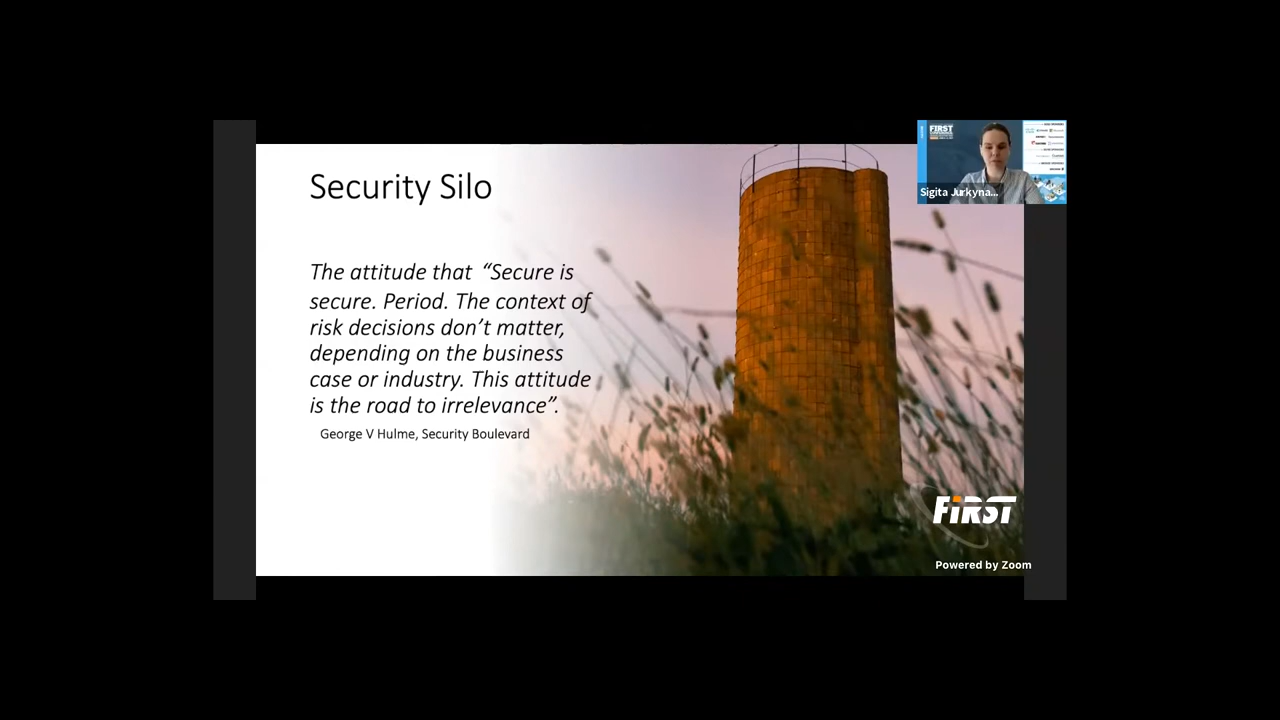 Security Silo
The attitude that “Secure is
secure. Period. The context of
risk decisions don’t matter,
depending on the business
case or industry. This attitude
is the road to irrelevance”.
George V Hulme, Security Boulevard
FIRST
Sigita Jurkyna...
FiRST
Powered by Zoom